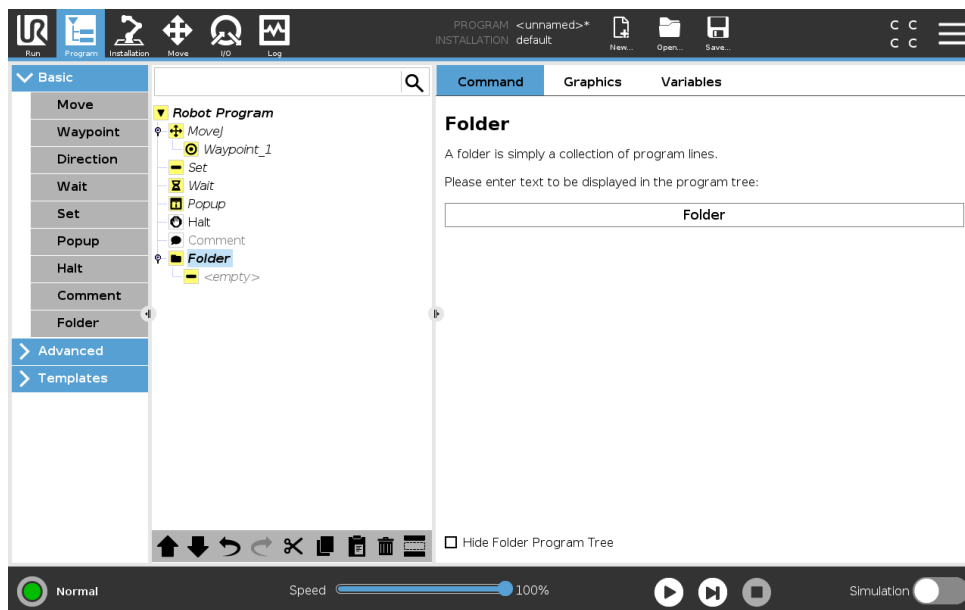 PROGRAM <unnamed>*
INSTALLATION default
UR
Run
Program
Installation
Move
I/O
Log
New...
Open...
Save...
C C
C C
Basic
Move
Waypoint
Direction
Wait
Set
Popup
Halt
Comment
Folder
Advanced
Templates
Robot Program
MoveJ
Waypoint_1
Set
Wait
Popup
Halt
Comment
Folder
<empty>
Command Graphics Variables
Folder
A folder is simply a collection of program lines.
Please enter text to be displayed in the program tree:
Folder
Hide Folder Program Tree
Normal
Speed 100%
Simulation